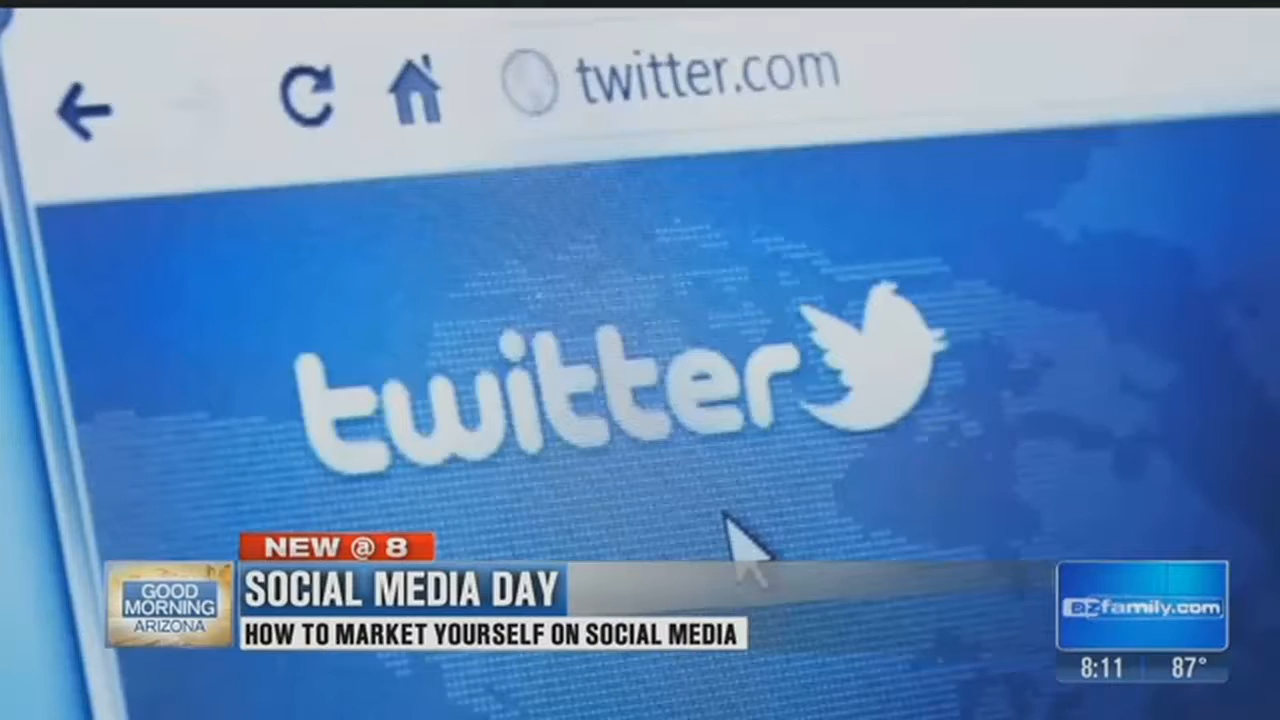 twitter.com
twitter
NEW @ 8
GOOD
MORNING
ARIZONA
SOCIAL MEDIA DAY
HOW TO MARKET YOURSELF ON SOCIAL MEDIA
azfamily.com
8:11 87°